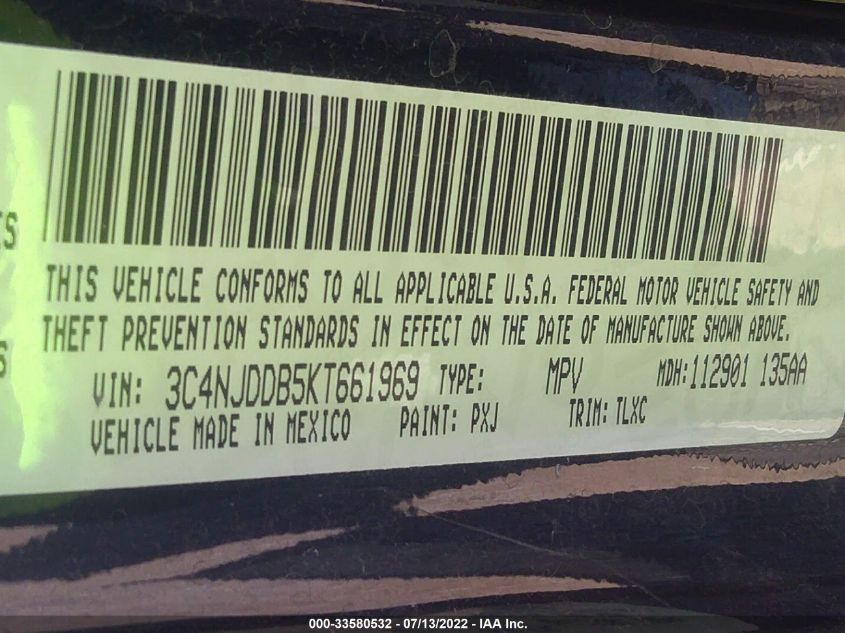 THIS VEHICLE CONFORMS TO ALL APPLICABLE U.S.A. FEDERAL MOTOR VEHICLE SAFETY AND
THEFT PREVENTION STANDARDS IN EFFECT ON THE DATE OF MANUFACTURE SHOWN ABOVE.
VIN: 3C4NJDDB5KT661969 TYPE: MPV MDH:112901 135AA
VEHICLE MADE IN MEXICO PAINT: PXJ TRIM: TLXC
000-33580532 - 07/13/2022 - IAA Inc.